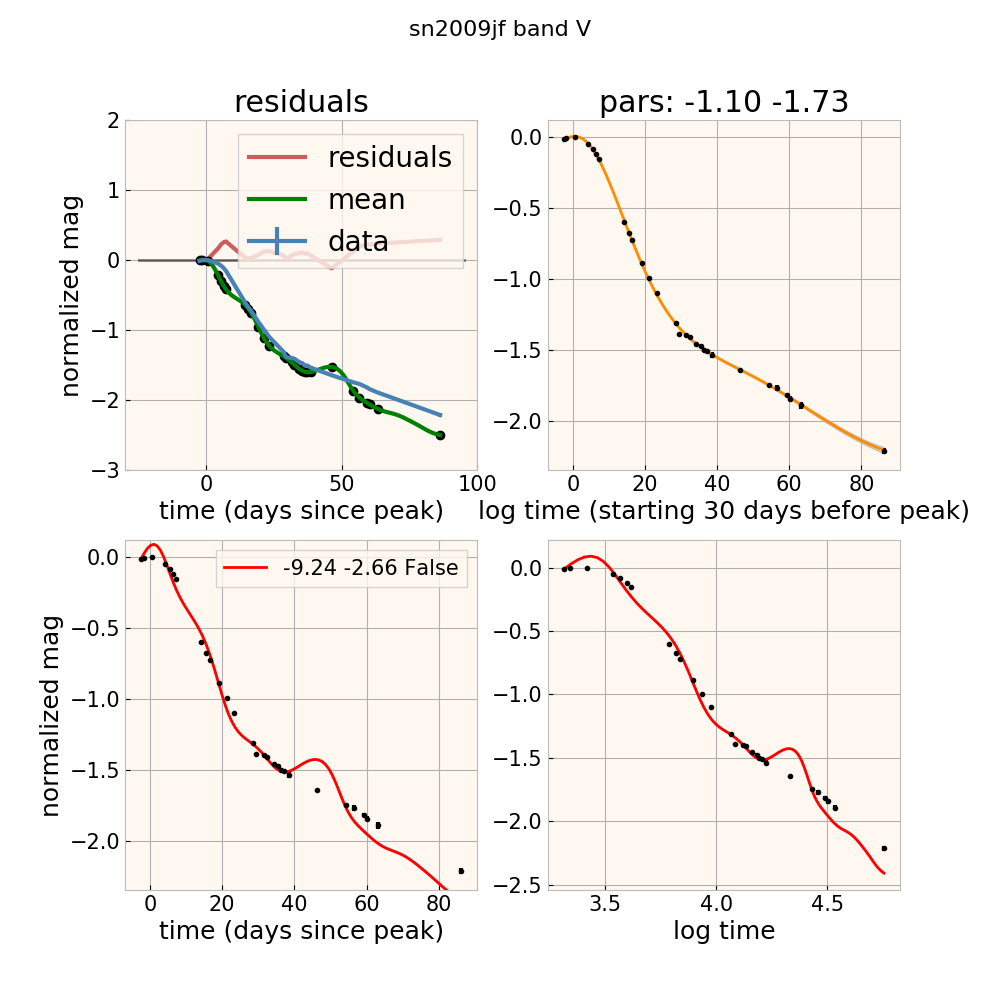 sn2009jf band V
residuals
pars: -1.10 -1.73
2
1
0
−1
−2
−3
normalized mag
residuals
mean
data
0
50
100
time (days since peak)
0.0
−0.5
−1.0
−1.5
−2.0
0
20
40
60
80
log time (starting 30 days before peak)
0.0
−0.5
−1.0
−1.5
−2.0
normalized mag
-9.24 -2.66 False
0
20
40
60
80
time (days since peak)
0.0
−0.5
−1.0
−1.5
−2.0
−2.5
3.5
4.0
4.5
log time